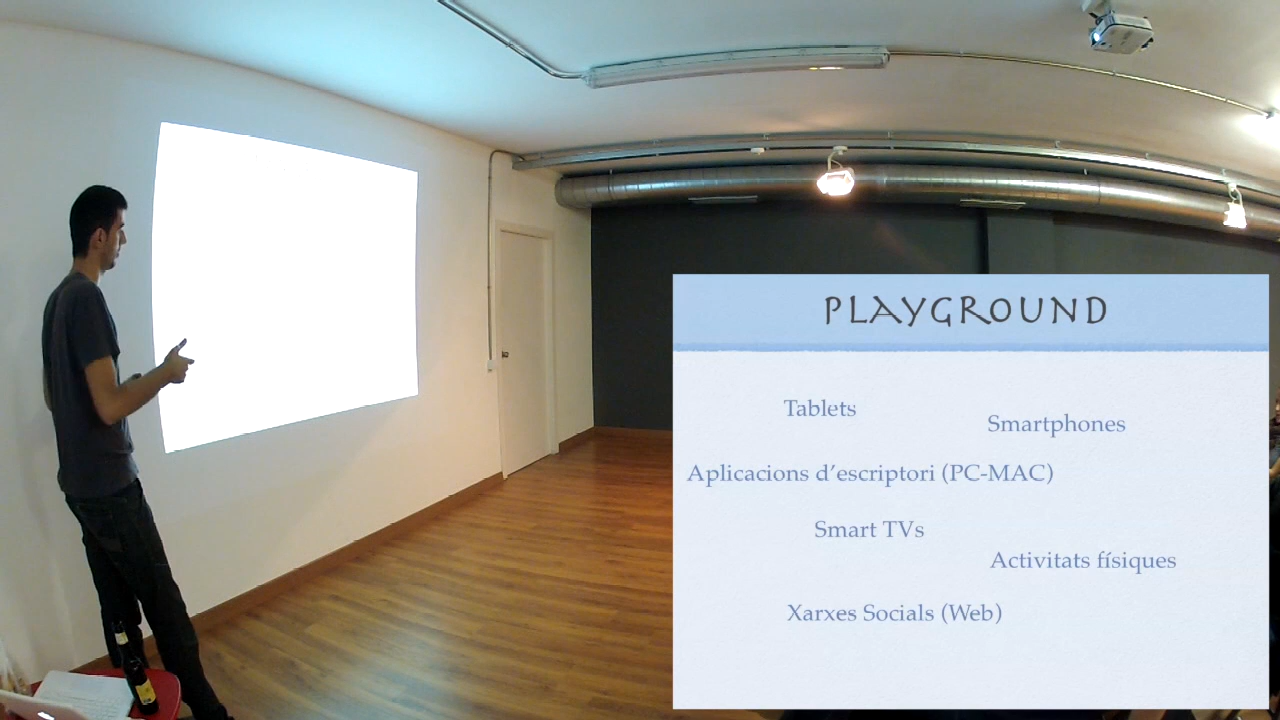 PLAYGROUND
Tablets
Smartphones
Aplicacions d'escriptori (PC-MAC)
Smart TVs
Activitats físiques
Xarxes Socials (Web)